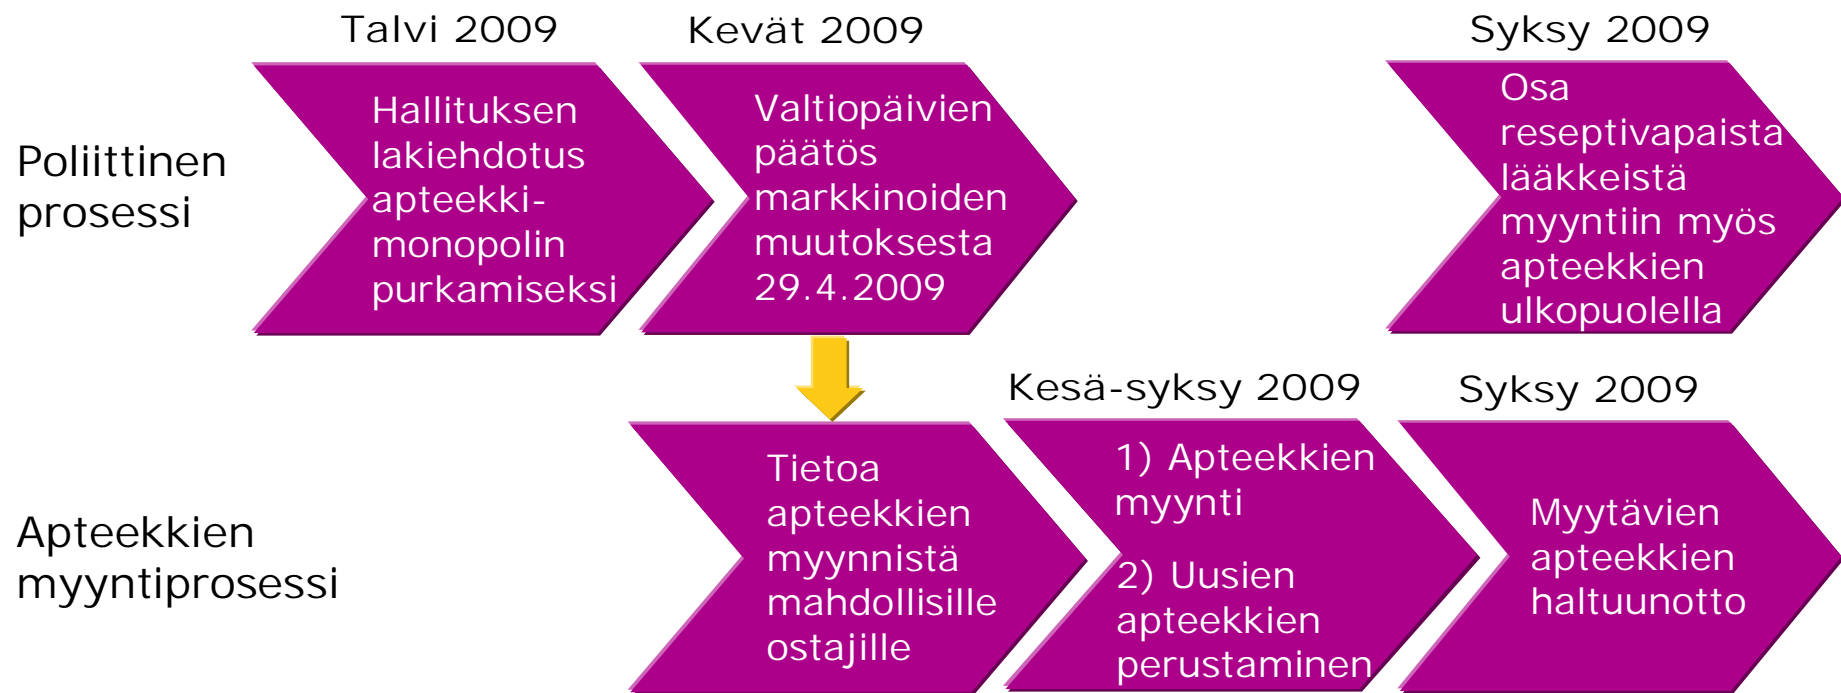 Talvi 2009
Kevät 2009
Syksy 2009
Poliittinen
prosessi
Hallituksen
lakiehdotus
apteekki-
monopolin
purkamiseksi
Valtiopäivien
päätös
markkinoiden
muutoksesta
29.4.2009
Osa
reseptivapaista
lääkkeistä
myyntiin myös
apteekkien
ulkopuolella
Kesä-syksy 2009
Syksy 2009
Apteekkien
myyntiprosessi
Tietoa
apteekkien
myynnistä
mahdollisille
ostajille
1) Apteekkien
myynti
2) Uusien
apteekkien
perustaminen
Myytävien
apteekkien
haltuunotto